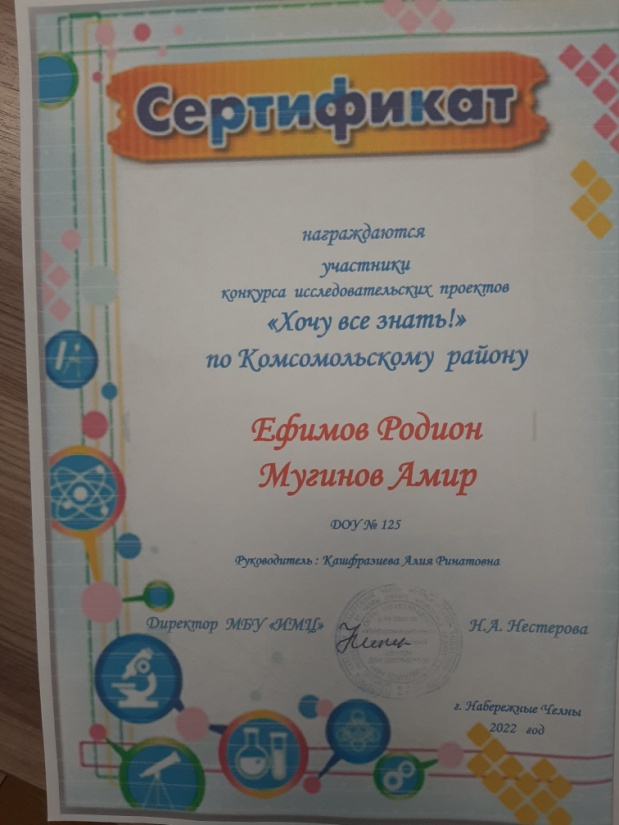 Сертификат
награждаются
участники
конкурса исследовательских проектов
«Хочу все знать!»
по Комсомольскому району
Ефимов Родион
Мугинов Амир
ДОУ № 125
Руководитель : Кашфразиева Алия Ринатовна
Директор МБУ «ИМЦ» Н.А. Нестерова
г. Набережные Челны
2022 год